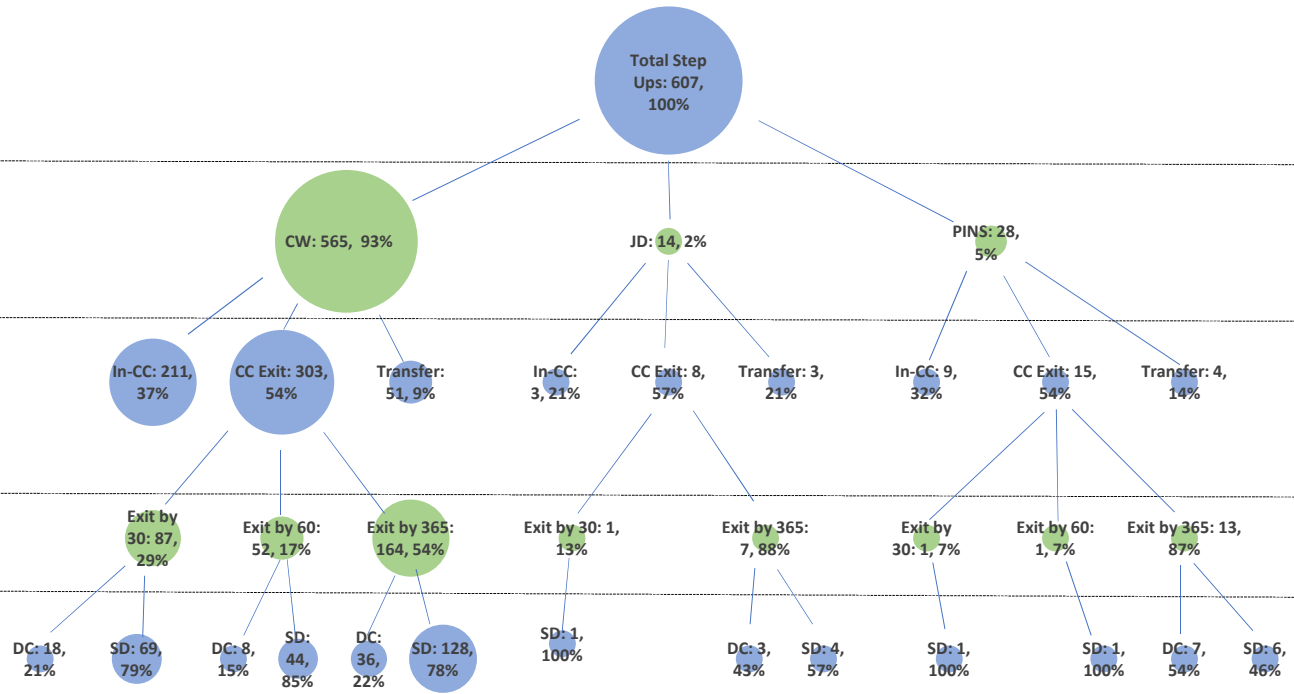 Total Step
Ups: 607,
100%
CW: 565,  93%
JD: 14, 2%
PINS: 28,
5%
In-CC: 211,
37%
CC Exit: 303,
54%
Transfer:
51, 9%
In-CC:
3, 21%
CC Exit: 8,
57%
Transfer: 3,
21%
In-CC: 9,
32%
CC Exit: 15,
54%
Transfer: 4,
14%
Exit by
30: 87,
29%
Exit by 60:
52, 17%
Exit by 365:
164, 54%
Exit by 30: 1,
13%
Exit by 365:
7, 88%
Exit by
30: 1, 7%
Exit by 60:
1, 7%
Exit by 365: 13,
87%
DC: 18,
21%
SD: 69,
79%
DC: 8,
15%
SD:
44,
85%
DC:
36,
22%
SD: 128,
78%
SD: 1,
100%
DC: 3,
43%
SD: 4,
57%
SD: 1,
100%
SD: 1,
100%
DC: 7,
54%
SD: 6,
46%